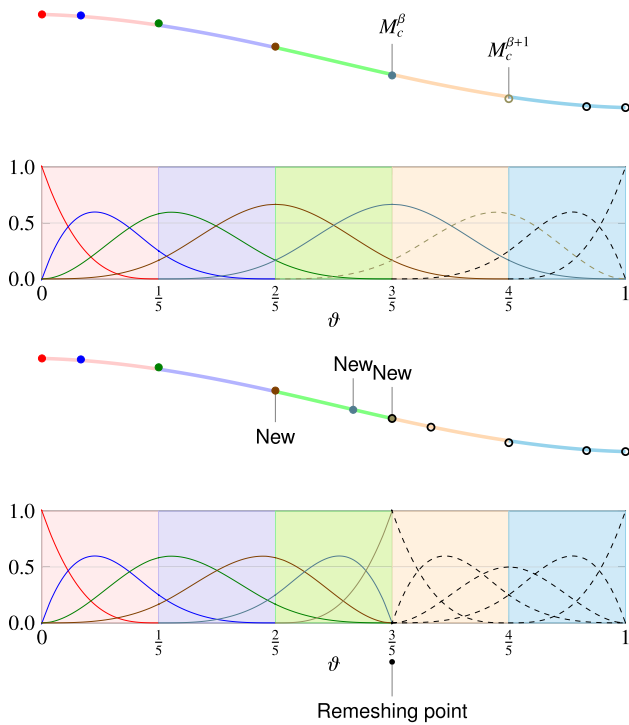 M_c^β
M_c^{β+1}
1.0
0.5
0.0
0 1/5 2/5 3/5 4/5 1
ϑ
New
New
New
1.0
0.5
0.0
0 1/5 2/5 3/5 4/5 1
ϑ
Remeshing point